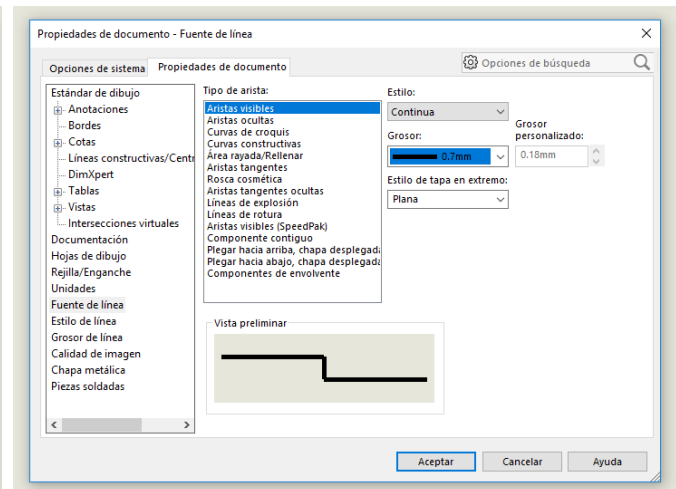 Propiedades de documento - Fuente de línea
Opciones de sistema
Propiedades de documento
Opciones de búsqueda
Estándar de dibujo
Anotaciones
Bordes
Cotas
Líneas constructivas/Centr
DimXpert
Tablas
Vistas
Intersecciones virtuales
Documentación
Hojas de dibujo
Rejilla/Enganche
Unidades
Fuente de línea
Estilo de línea
Grosor de línea
Calidad de imagen
Chapa metálica
Piezas soldadas
Tipo de arista:
Aristas visibles
Aristas ocultas
Curvas de croquis
Curvas constructivas
Área rayada/Rellenar
Aristas tangentes
Rosca cosmética
Aristas tangentes ocultas
Líneas de explosión
Líneas de rotura
Aristas visibles (SpeedPak)
Componente contiguo
Plegar hacia arriba, chapa desplegada
Plegar hacia abajo, chapa desplegada
Componentes de envolvente
Estilo:
Continua
Grosor:
0.7mm
Grosor
personalizado:
0.18mm
Estilo de tapa en extremo:
Plana
Vista preliminar
Aceptar
Cancelar
Ayuda